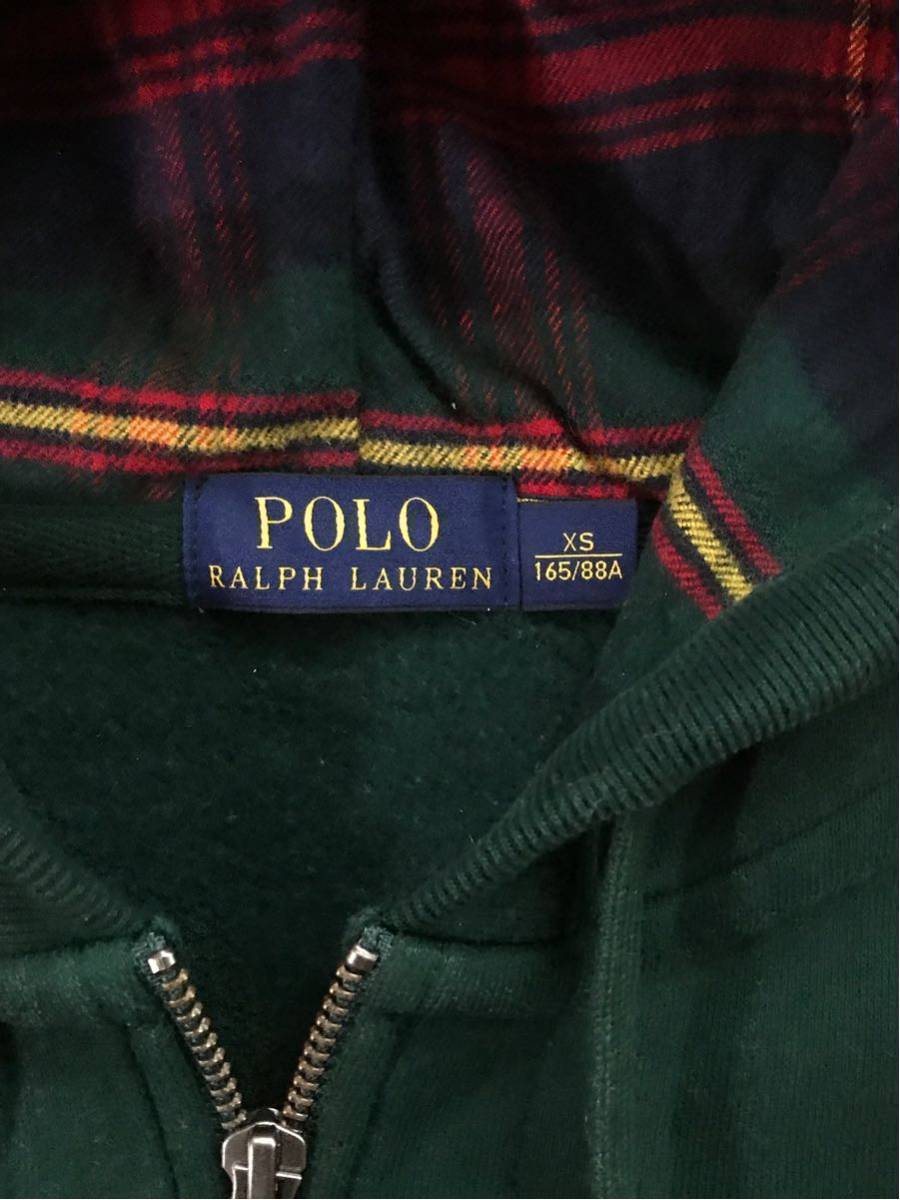 POLO
RALPH LAUREN
XS
165/88A